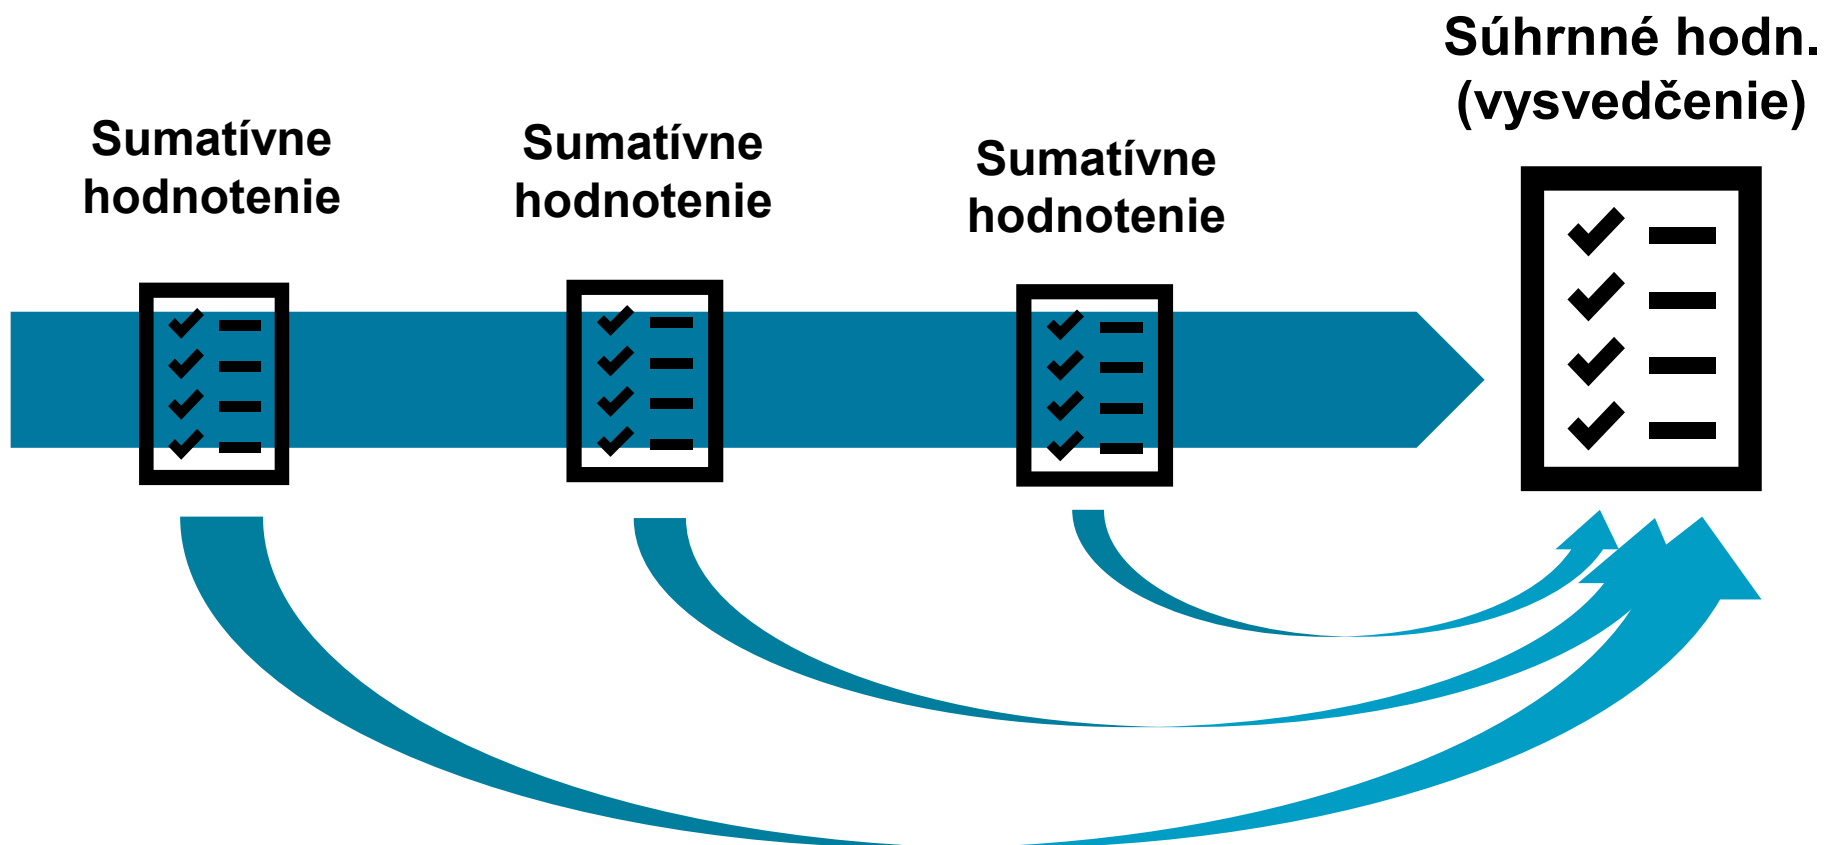 Súhrnné hodn.
(vysvedčenie)
Sumatívne
hodnotenie
Sumatívne
hodnotenie
Sumatívne
hodnotenie